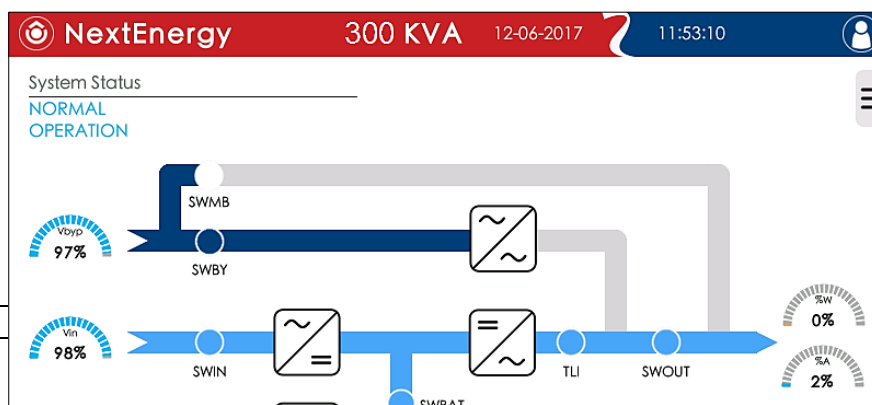 NextEnergy 300 KVA 12-06-2017 11:53:10
System Status
NORMAL
OPERATION
SWMB
Vbyp
97%
SWBY
%W
0%
Vin
98%
SWIN
TLI
SWOUT
%A
2%
SWBAT